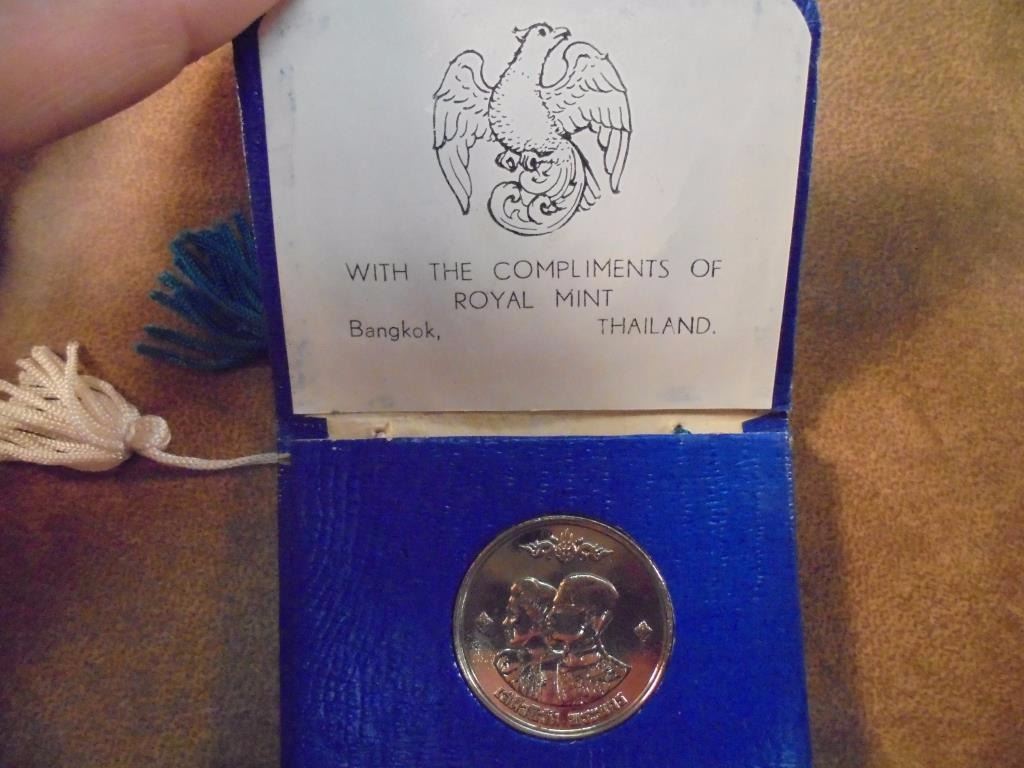 WITH THE COMPLIMENTS OF
ROYAL MINT
Bangkok, THAILAND.